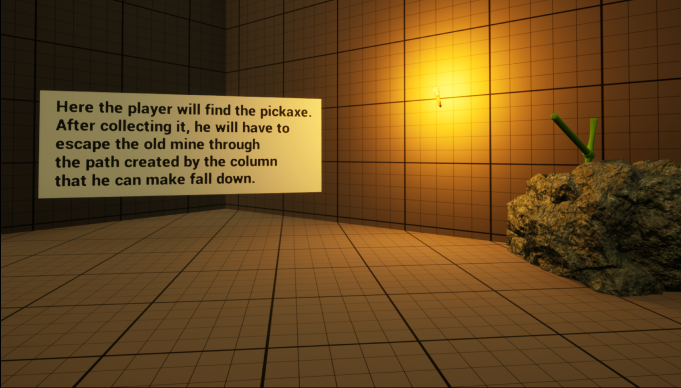 Here the player will find the pickaxe.
After collecting it, he will have to
escape the old mine through
the path created by the column
that he can make fall down.